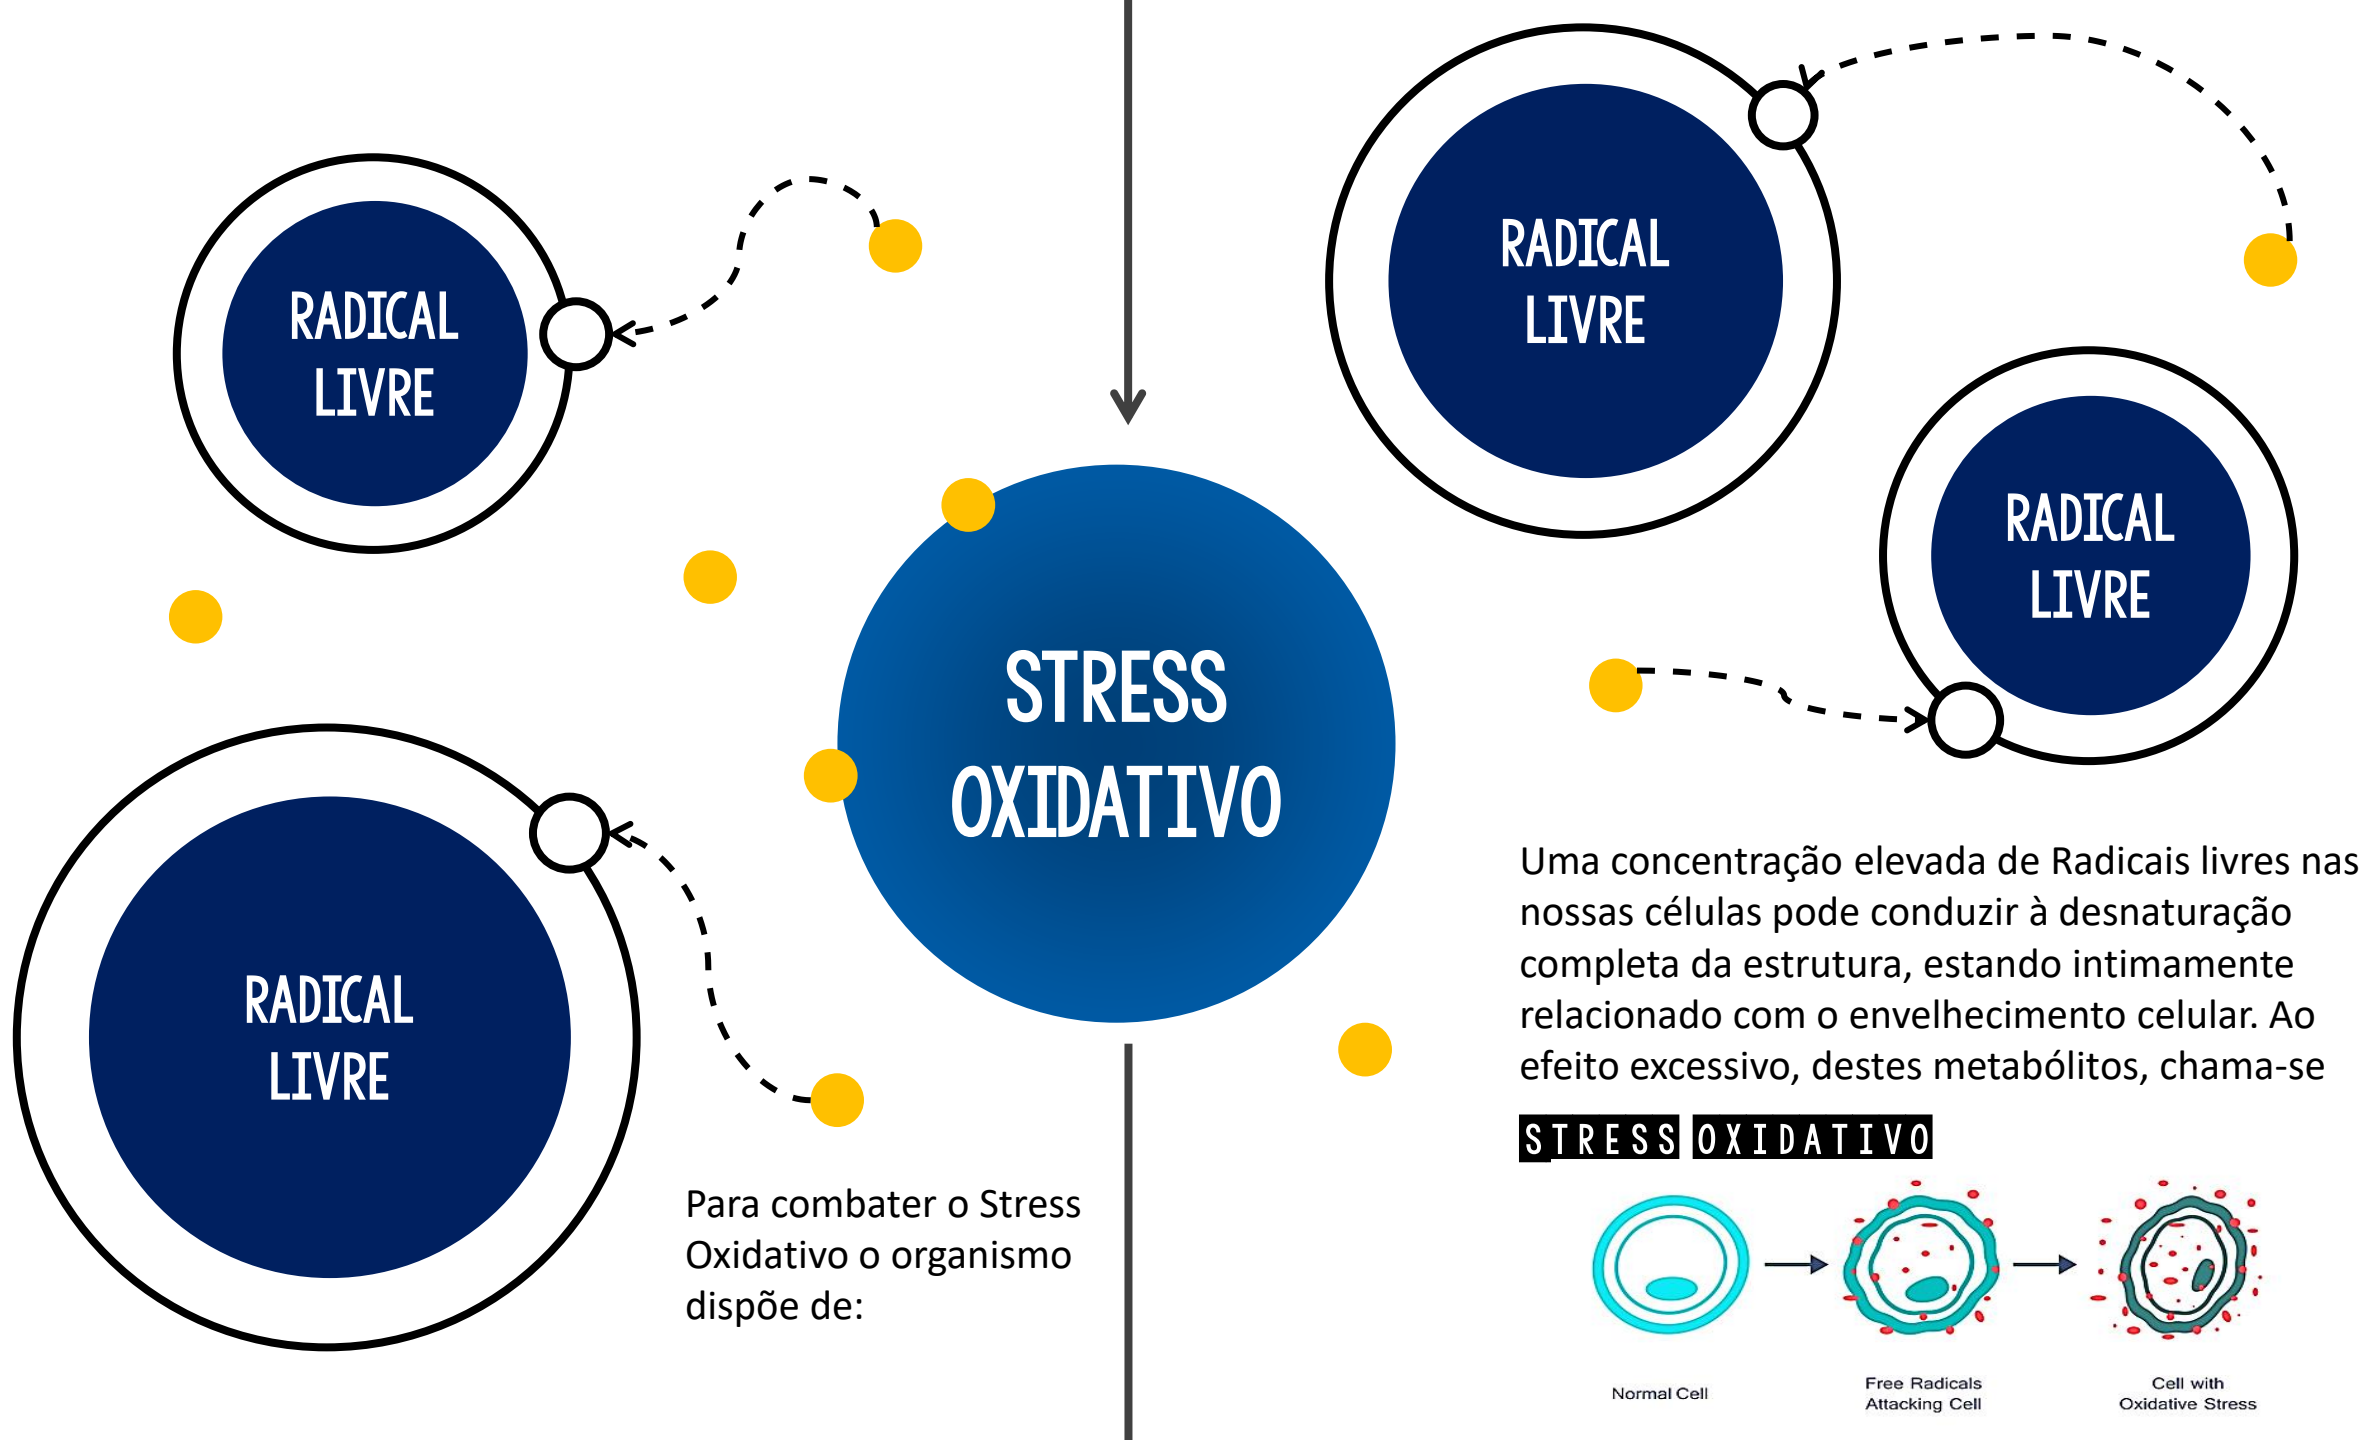 RADICAL
LIVRE
RADICAL
LIVRE
RADICAL
LIVRE
STRESS
OXIDATIVO
RADICAL
LIVRE
Uma concentração elevada de Radicais livres nas
nossas células pode conduzir à desnaturação
completa da estrutura, estando intimamente
relacionado com o envelhecimento celular. Ao
efeito excessivo, destes metabólitos, chama-se
STRESS OXIDATIVO
Para combater o Stress
Oxidativo o organismo
dispõe de:
Normal Cell
Free Radicals
Attacking Cell
Cell with
Oxidative Stress